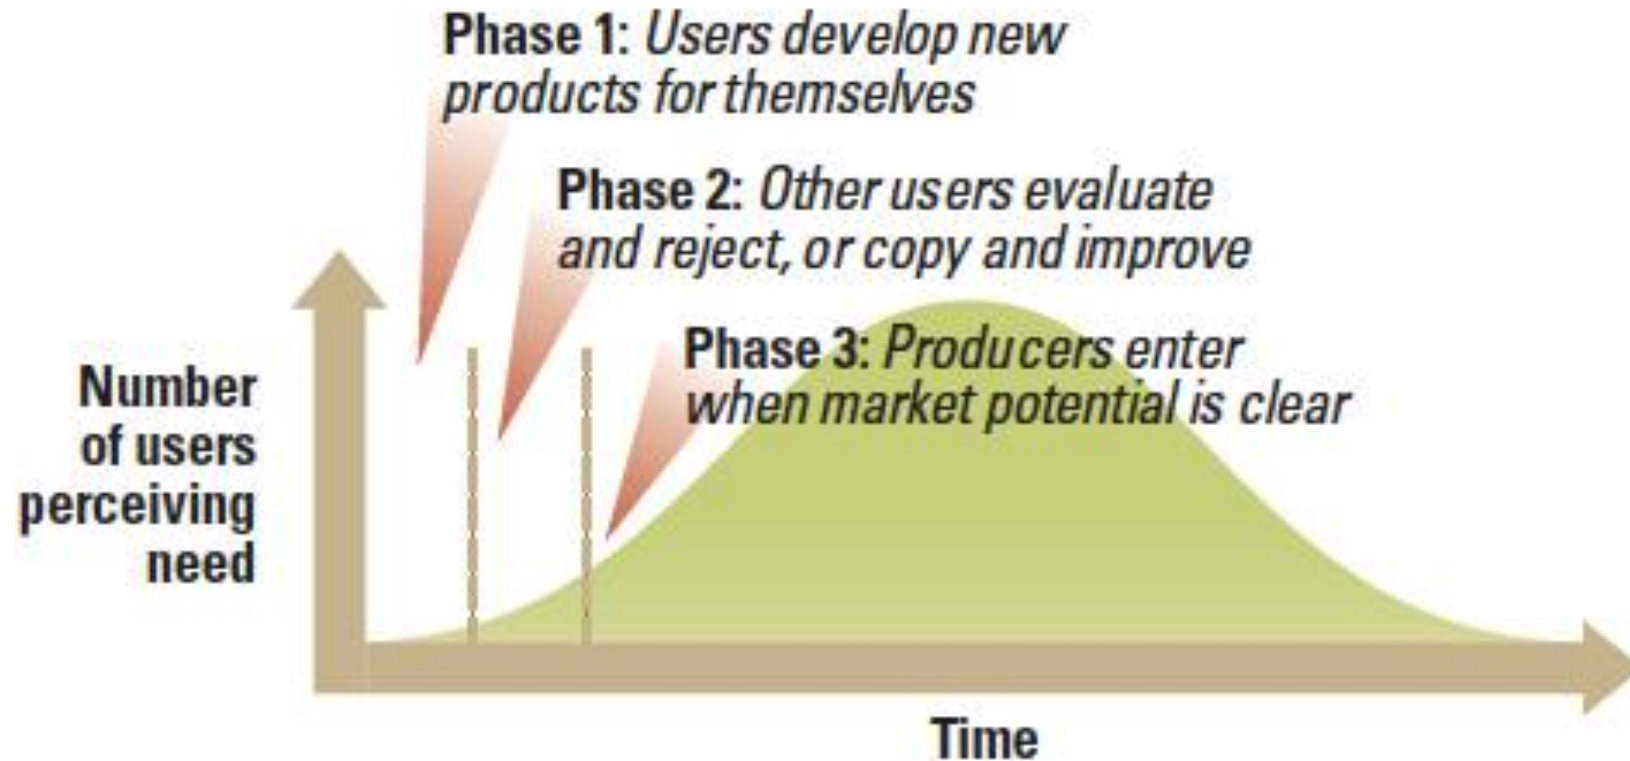 Phase 1: Users develop new
products for themselves
Phase 2: Other users evaluate
and reject, or copy and improve
Phase 3: Producers enter
when market potential is clear
Number
of users
perceiving
need
Time